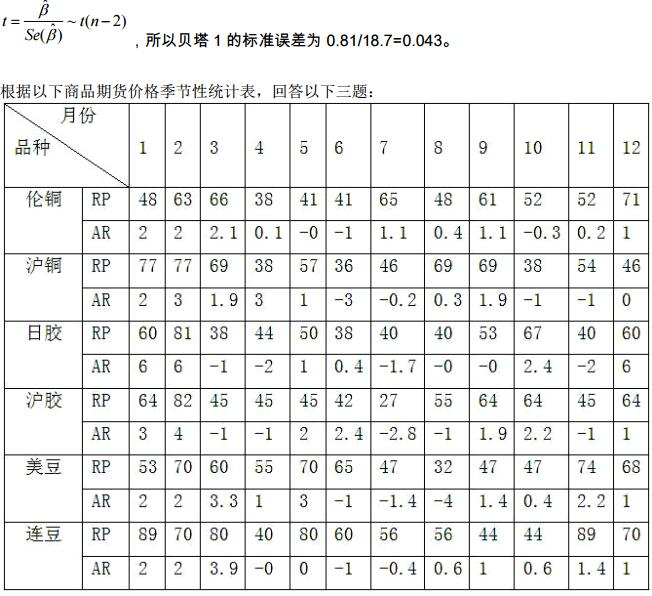 t = β̂ / Se(β̂) ~ t(n−2) ，所以贝塔 1 的标准误差为 0.81/18.7=0.043。
根据以下商品期货价格季节性统计表，回答以下三题：
月份
品种 1 2 3 4 5 6 7 8 9 10 11 12
伦铜 RP 48 63 66 38 41 41 65 48 61 52 52 71
AR 2 2 2.1 0.1 -0 -1 1.1 0.4 1.1 -0.3 0.2 1
沪铜 RP 77 77 69 38 57 36 46 69 69 38 54 46
AR 2 3 1.9 3 1 -3 -0.2 0.3 1.9 -1 -1 0
日胶 RP 60 81 38 44 50 38 40 40 53 67 40 60
AR 6 6 -1 -2 1 0.4 -1.7 -0 -0 2.4 -2 6
沪胶 RP 64 82 45 45 45 42 27 55 64 64 45 64
AR 3 4 -1 -1 2 2.4 -2.8 -1 1.9 2.2 -1 1
美豆 RP 53 70 60 55 70 65 47 32 47 47 74 68
AR 2 2 3.3 1 3 -1 -1.4 -4 1.4 0.4 2.2 1
连豆 RP 89 70 80 40 80 60 56 56 44 44 89 70
AR 2 2 3.9 -0 0 -1 -0.4 0.6 1 0.6 1.4 1